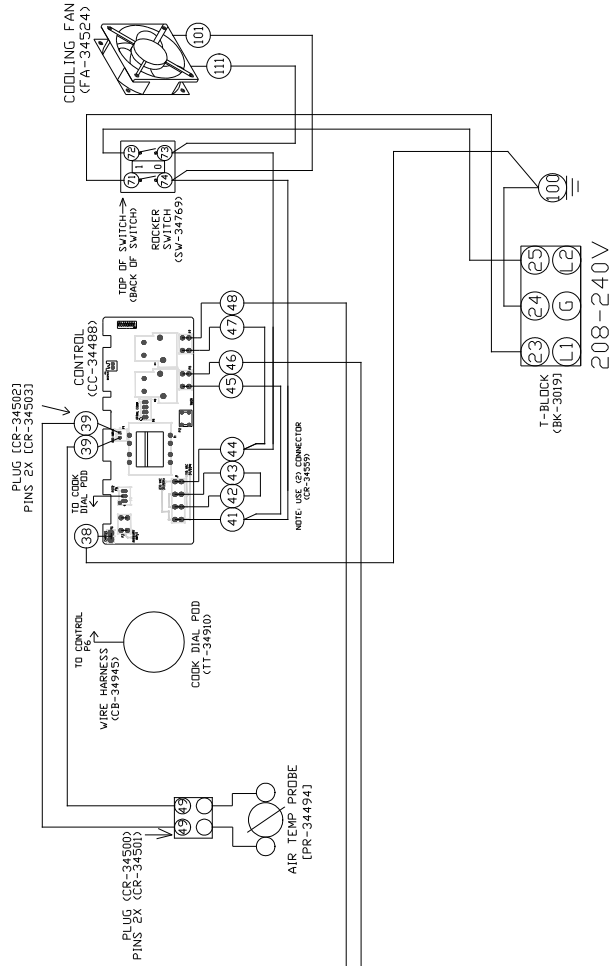 COOLING FAN
(FA-34524)
101
111
72
73
71
74
1
0
TOP OF SWITCH→
(BACK OF SWITCH)
ROCKER
SWITCH
(SW-34769)
CONTROL
(CC-34488)
PLUG [CR-34502]
PINS 2X [CR-34503]
39
39
TO COOK
DIAL POD
38
48
47
46
45
44
43
42
41
NOTE: USE (2) CONNECTOR
(CR-34559)
TO CONTROL
P6
WIRE HARNESS
(CB-34945)
COOK DIAL POD
(TT-34910)
PLUG (CR-34500)
PINS 2X (CR-34501)
49
49
AIR TEMP PROBE
[PR-34494]
100
25
24
23
L2
G
L1
T-BLOCK
[BK-3019]
208-240V